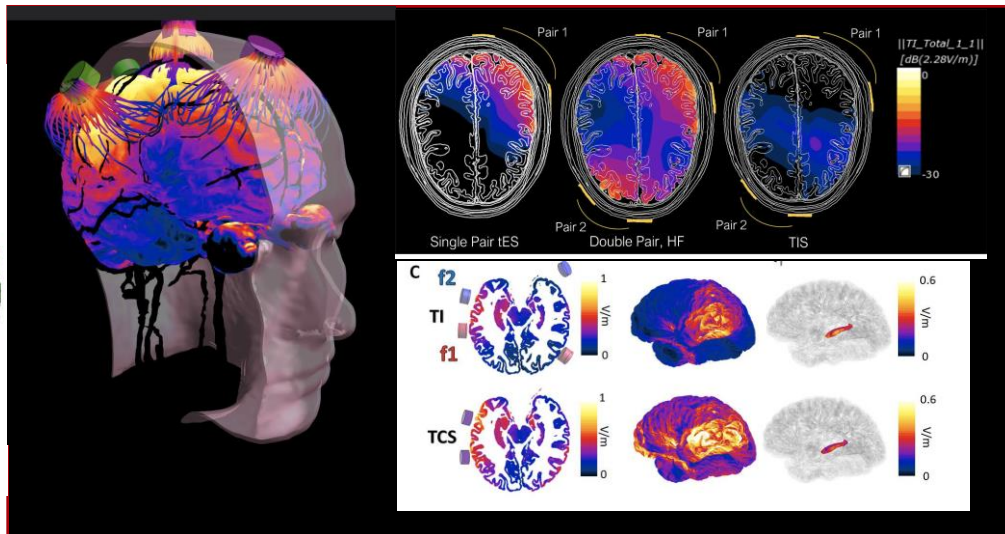 Pair 1
Pair 1
Pair 1
||TI_Total_1_1||
[dB(2.28V/m)]
0
-30
Pair 2
Pair 2
Single Pair tES
Double Pair, HF
TIS
C
f2
TI
f1
1
V/m
0
0.6
V/m
0
TCS
1
V/m
0
0.6
V/m
0